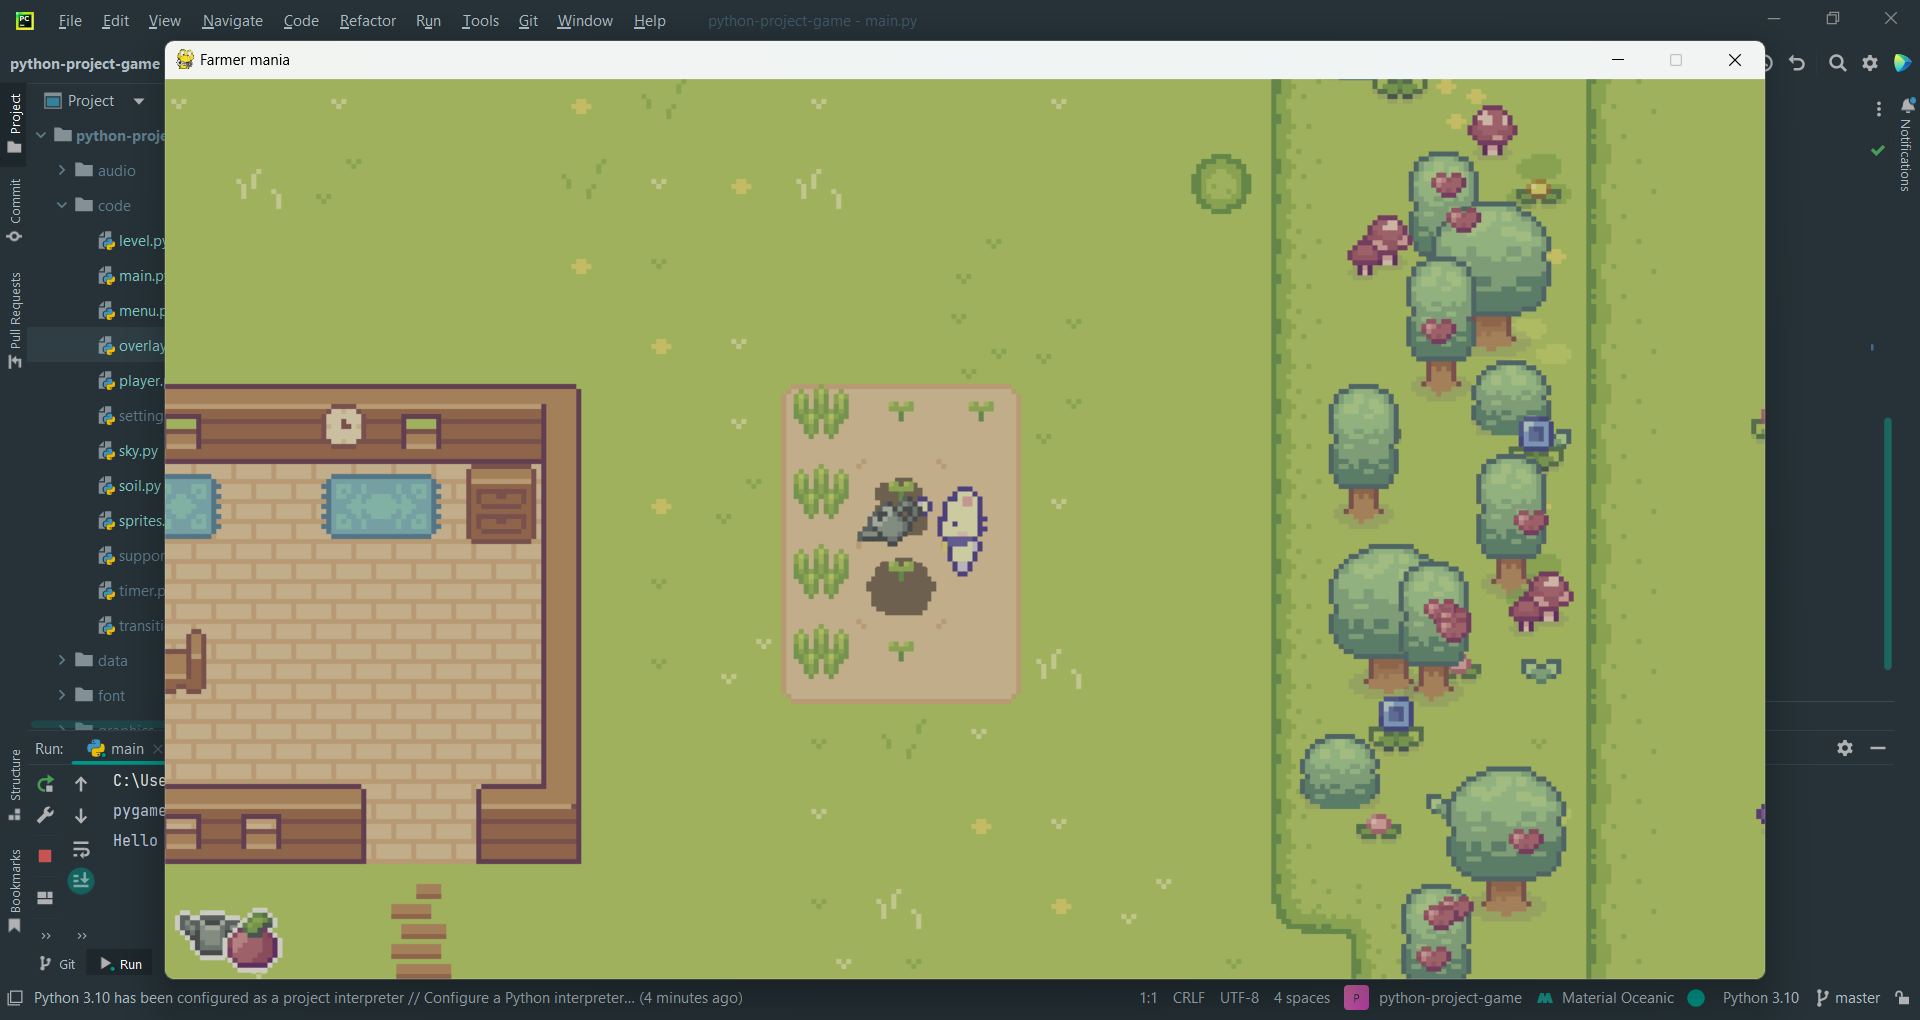 PC
File Edit View Navigate Code Refactor Run Tools Git Window Help python-project-game - main.py
python-project-game
Farmer mania
Project
Project
python-proje
audio
code
level.py
main.p
menu.p
overlay
player.
setting
sky.py
soil.py
sprites.
suppor
timer.p
transiti
data
font
Commit
Pull Requests
Structure
Bookmarks
Notifications
Run: main
C:\Use
pygame
Hello
Git Run
Python 3.10 has been configured as a project interpreter // Configure a Python interpreter... (4 minutes ago) 1:1 CRLF UTF-8 4 spaces P python-project-game Material Oceanic Python 3.10 master